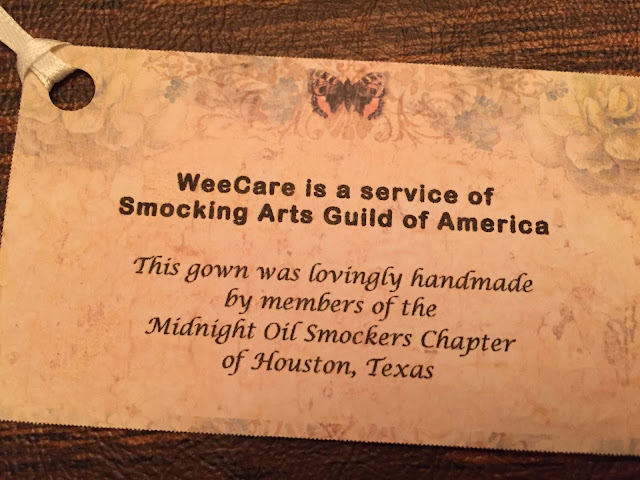 WeeCare is a service of
Smocking Arts Guild of America
This gown was lovingly handmade
by members of the
Midnight Oil Smockers Chapter
of Houston, Texas